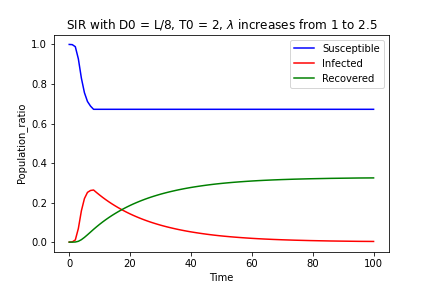 SIR with D0 = L/8, T0 = 2, λ increases from 1 to 2.5
Susceptible
Infected
Recovered
Population_ratio
1.0
0.8
0.6
0.4
0.2
0.0
0 20 40 60 80 100
Time